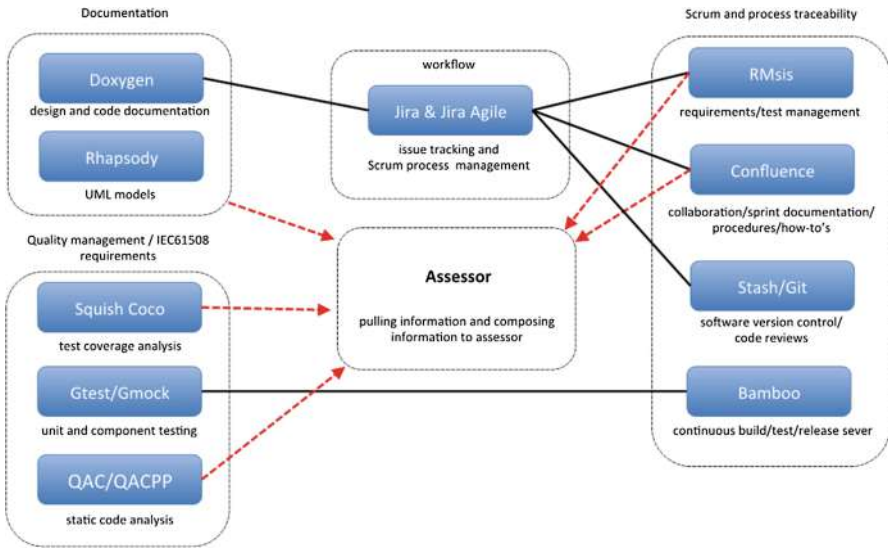 Documentation
Doxygen
design and code documentation
Rhapsody
UML models
workflow
Jira & Jira Agile
issue tracking and
Scrum process management
Scrum and process traceability
RMsis
requirements/test management
Confluence
collaboration/sprint documentation/
procedures/how-to's
Stash/Git
software version control/
code reviews
Bamboo
continuous build/test/release sever
Quality management / IEC61508
requirements
Squish Coco
test coverage analysis
Gtest/Gmock
unit and component testing
QAC/QACPP
static code analysis
Assessor
pulling information and composing
information to assessor